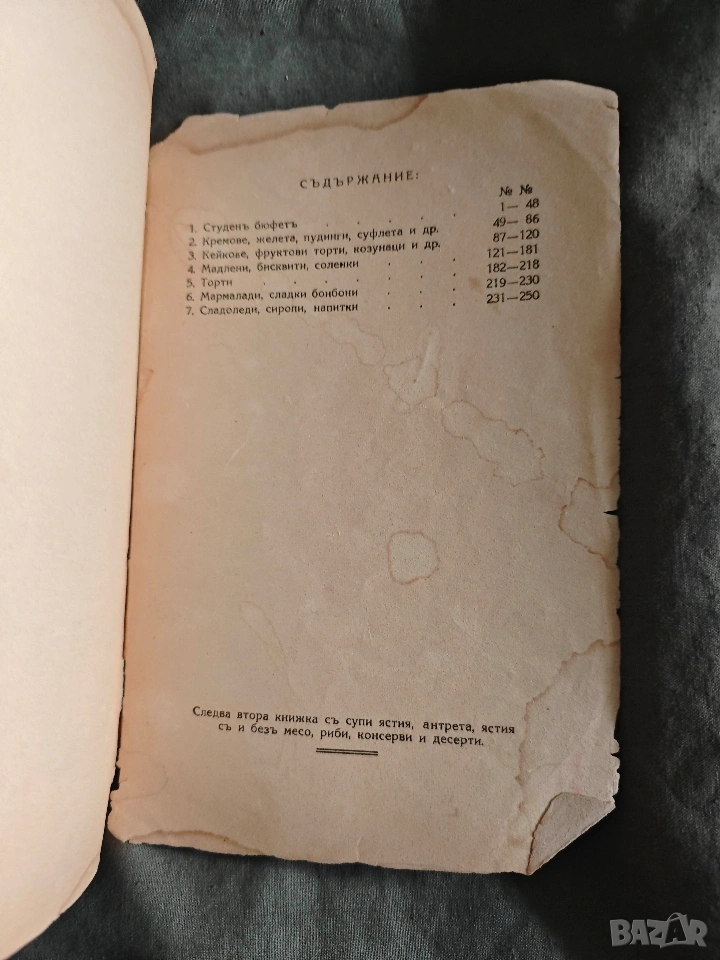 СЪДЪРЖАНИЕ:
№ №
1. Студенъ бюфетъ . . . . . 1— 48
2. Кремове, желета, пудинги, суфлета и др. 49— 86
3. Кейкове, фруктови торти, козунаци и др. 87—120
4. Мадлени, бисквити, соленки . . . 121—181
5. Торти . . . . . . 182—218
6. Мармалади, сладки бонбони . . . 219—230
7. Сладоледи, сиропи, напитки . . . 231—250
Следва втора книжка съ супи ястия, антрета, ястия
съ и безъ месо, риби, консерви и десерти.
BAZAR